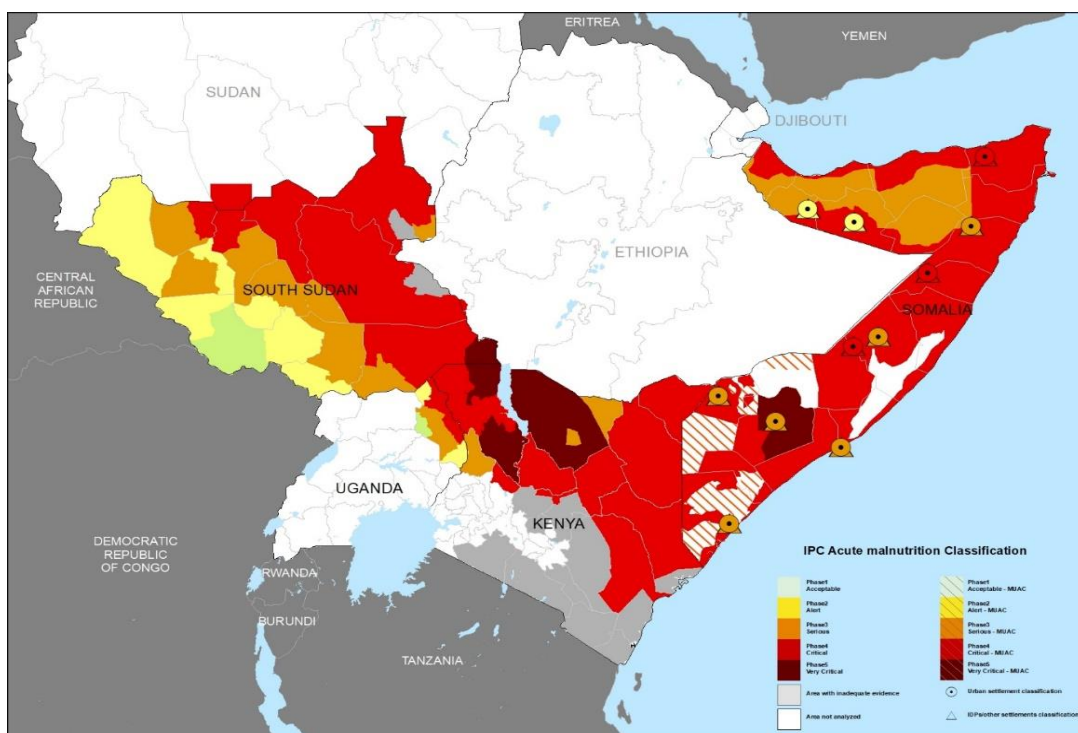 ERITREA
YEMEN
SUDAN
DJIBOUTI
ETHIOPIA
CENTRAL
AFRICAN
REPUBLIC
SOUTH SUDAN
SOMALIA
UGANDA
KENYA
DEMOCRATIC
REPUBLIC
OF CONGO
RWANDA
BURUNDI
TANZANIA
IPC Acute malnutrition Classification
Phase1
Acceptable
Phase2
Alert
Phase3
Serious
Phase4
Critical
Phase5
Very Critical
Area with inadequate evidence
Area not analyzed
Phase1
Acceptable - MUAC
Phase2
Alert - MUAC
Phase3
Serious - MUAC
Phase4
Critical - MUAC
Phase5
Very Critical - MUAC
Urban settlement classification
IDPs/other settlements classification